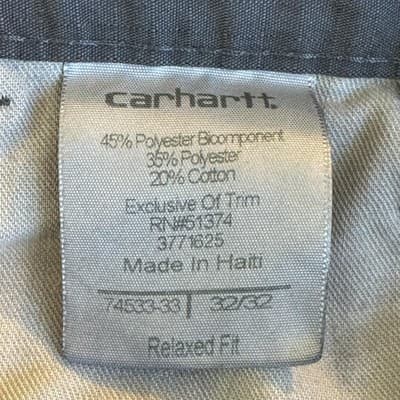 carhartt
45% Polyester Bicomponent
35% Polyester
20% Cotton
Exclusive Of Trim
RN#51374
3771625
Made In Haiti
74533-33 | 32/32
Relaxed Fit